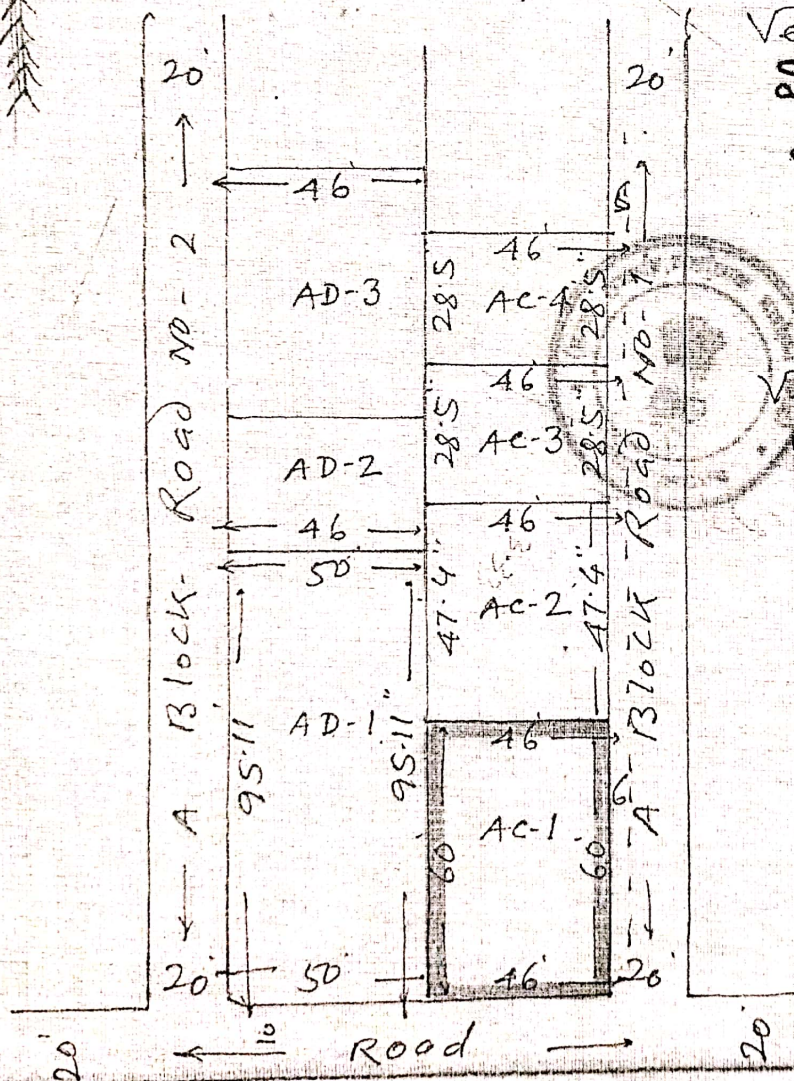 20'
20'
46'
A Block- Road NO-2
AD-3
46'
28.5
AC-4
28.5"
5
46'
28.5
AC-3
28.5"
AD-2
46
46'
50'
47.4"
AC-2
47.4"
A Block Road NO-1
95.11
AD-1
95.11"
46'
6
60
AC-1
60
20'
50'
46'
20'
20'
10'
Road
20'